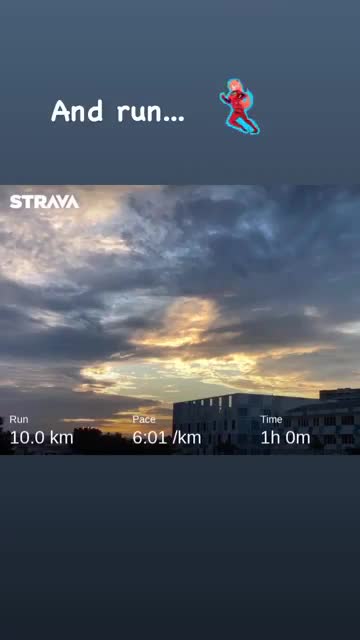 And run...
STRAVA
Run
Pace
Time
10.0 km
6:01 /km
1h 0m